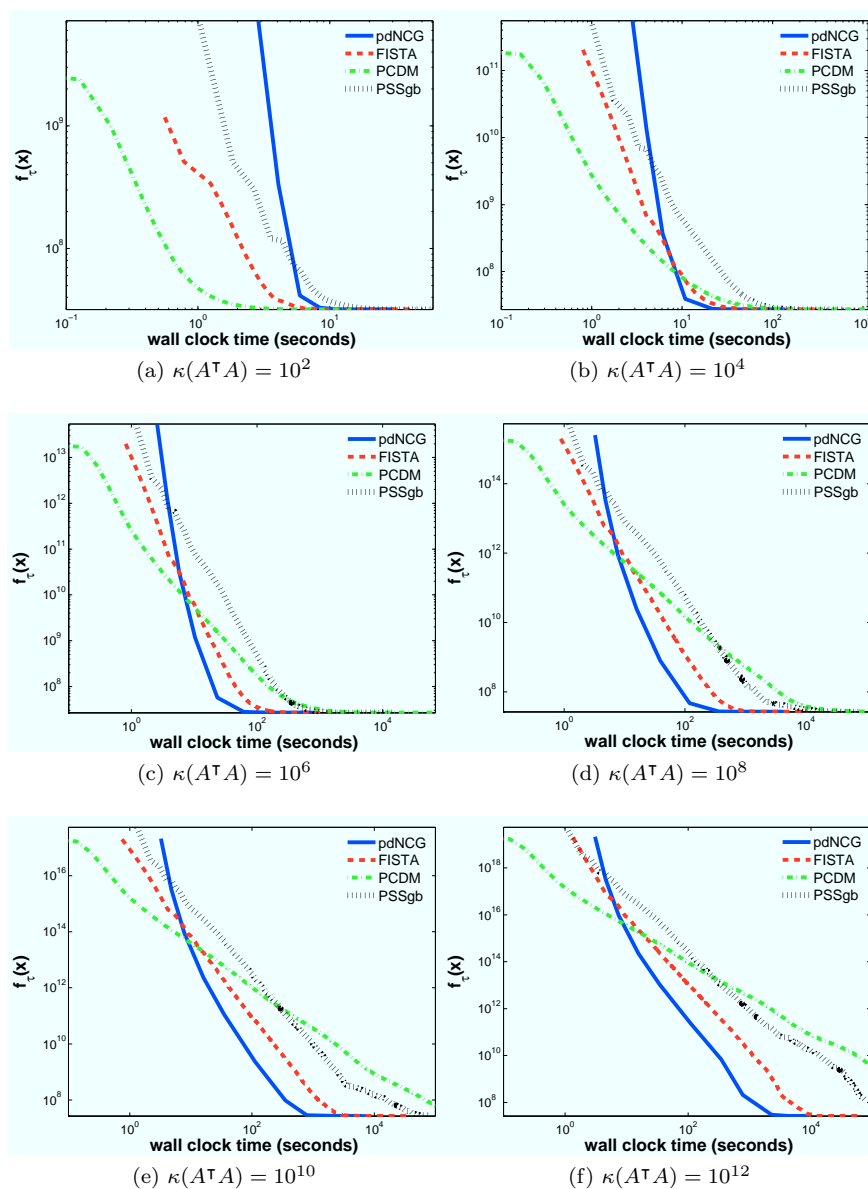 pdNCG
FISTA
PCDM
PSSgb
10^9
10^8
f_τ(x)
10^−1 10^0 10^1
wall clock time (seconds)
(a) κ(A⊺A) = 10^2
pdNCG
FISTA
PCDM
PSSgb
10^11
10^10
10^9
10^8
f_τ(x)
10^−1 10^0 10^1 10^2 10^3
wall clock time (seconds)
(b) κ(A⊺A) = 10^4
pdNCG
FISTA
PCDM
PSSgb
10^13
10^12
10^11
10^10
10^9
10^8
f_τ(x)
10^0 10^2 10^4
wall clock time (seconds)
(c) κ(A⊺A) = 10^6
pdNCG
FISTA
PCDM
PSSgb
10^14
10^12
10^10
10^8
f_τ(x)
10^0 10^2 10^4
wall clock time (seconds)
(d) κ(A⊺A) = 10^8
pdNCG
FISTA
PCDM
PSSgb
10^16
10^14
10^12
10^10
10^8
f_τ(x)
10^0 10^2 10^4
wall clock time (seconds)
(e) κ(A⊺A) = 10^10
pdNCG
FISTA
PCDM
PSSgb
10^18
10^16
10^14
10^12
10^10
10^8
f_τ(x)
10^0 10^2 10^4
wall clock time (seconds)
(f) κ(A⊺A) = 10^12